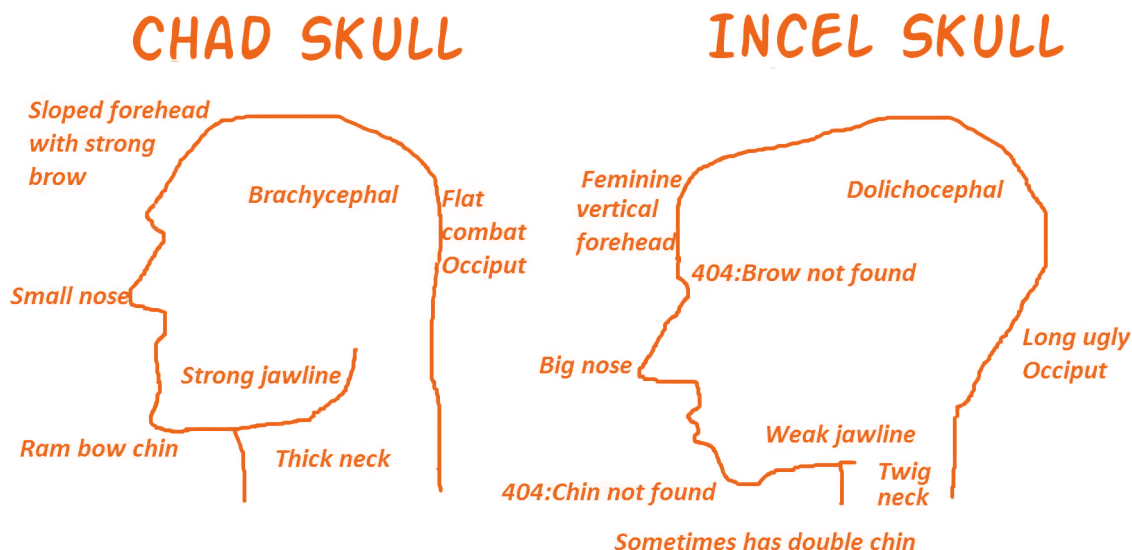 CHAD SKULL
Sloped forehead
with strong
brow
Brachycephal
Flat
combat
Occiput
Small nose
Strong jawline
Ram bow chin
Thick neck
INCEL SKULL
Feminine
vertical
forehead
Dolichocephal
404:Brow not found
Big nose
Long ugly
Occiput
Weak jawline
Twig
neck
404:Chin not found
Sometimes has double chin